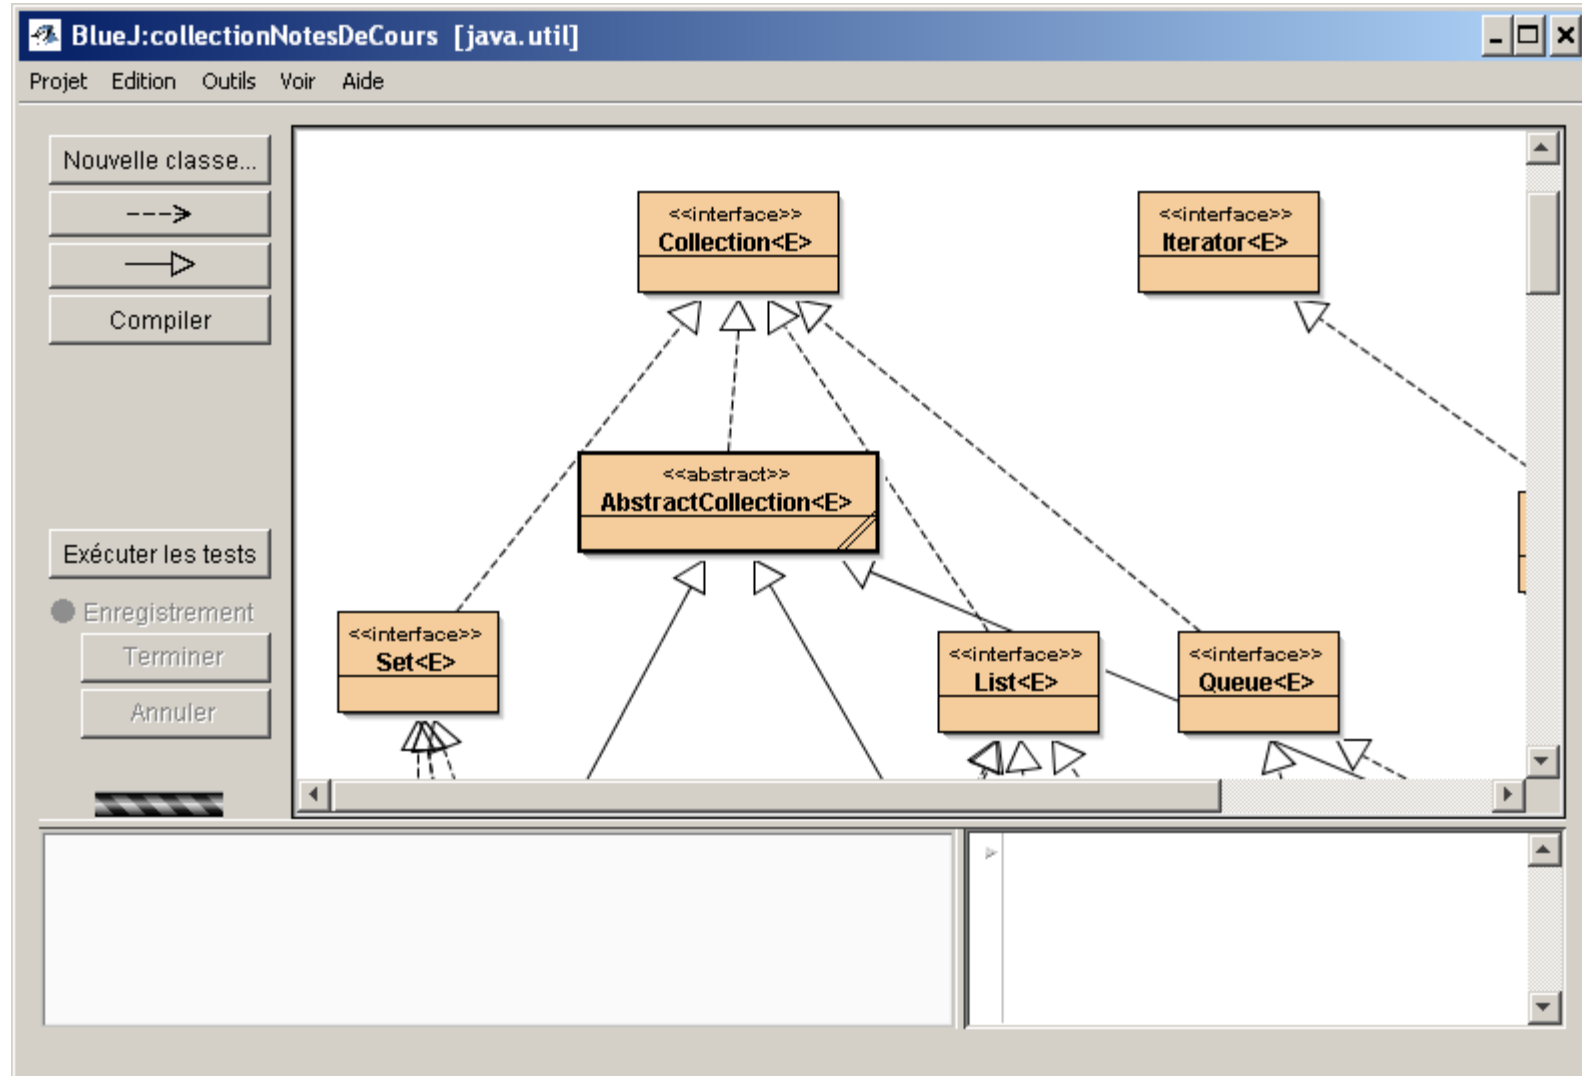 BlueJ:collectionNotesDeCours [java.util]
Projet Edition Outils Voir Aide
Nouvelle classe...
Compiler
Exécuter les tests
Enregistrement
Terminer
Annuler
<<interface>>
Collection<E>
<<interface>>
Iterator<E>
<<abstract>>
AbstractCollection<E>
<<interface>>
Set<E>
<<interface>>
List<E>
<<interface>>
Queue<E>